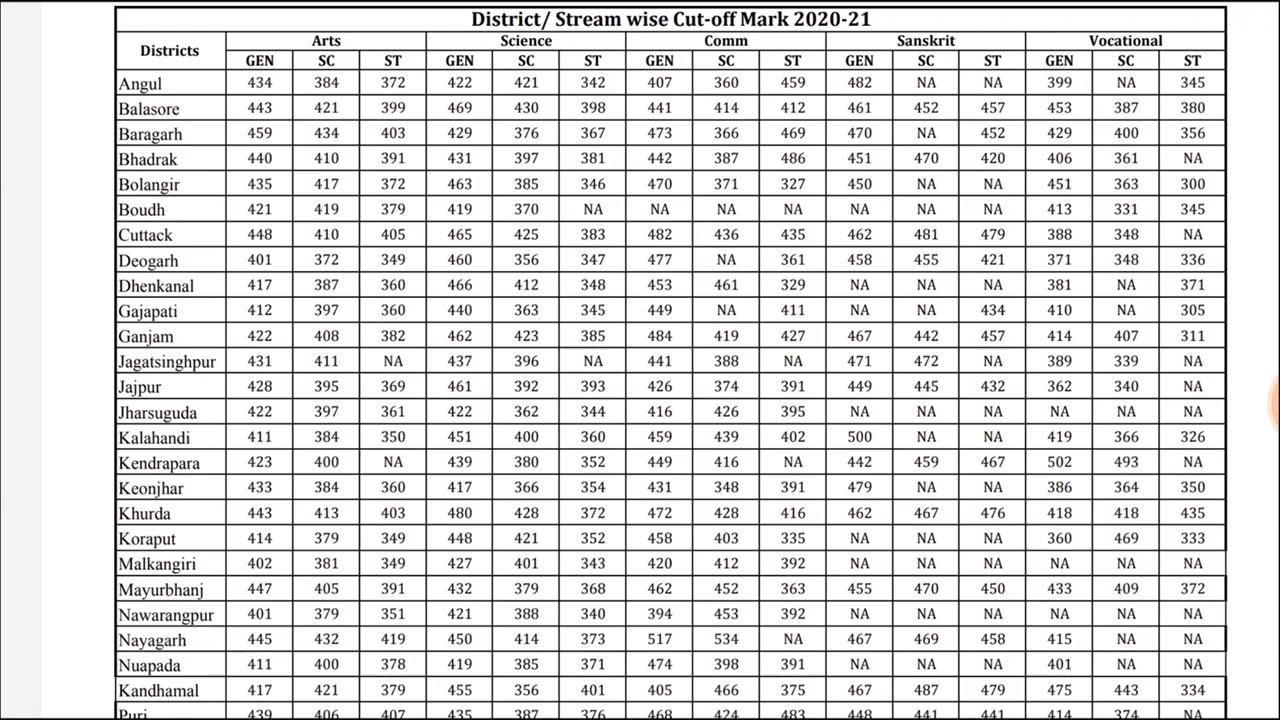 District/ Stream wise Cut-off Mark 2020-21
Districts Arts Science Comm Sanskrit Vocational
GEN SC ST GEN SC ST GEN SC ST GEN SC ST GEN SC ST
Angul 434 384 372 422 421 342 407 360 459 482 NA NA 399 NA 345
Balasore 443 421 399 469 430 398 441 414 412 461 452 457 453 387 380
Baragarh 459 434 403 429 376 367 473 366 469 470 NA 452 429 400 356
Bhadrak 440 410 391 431 397 381 442 387 486 451 470 420 406 361 NA
Bolangir 435 417 372 463 385 346 470 371 327 450 NA NA 451 363 300
Boudh 421 419 379 419 370 NA NA NA NA NA NA NA 413 331 345
Cuttack 448 410 405 465 425 383 482 436 435 462 481 479 388 348 NA
Deogarh 401 372 349 460 356 347 477 NA 361 458 455 421 371 348 336
Dhenkanal 417 387 360 466 412 348 453 461 329 NA NA NA 381 NA 371
Gajapati 412 397 360 440 363 345 449 NA 411 NA NA 434 410 NA 305
Ganjam 422 408 382 462 423 385 484 419 427 467 442 457 414 407 311
Jagatsinghpur 431 411 NA 437 396 NA 441 388 NA 471 472 NA 389 339 NA
Jajpur 428 395 369 461 392 393 426 374 391 449 445 432 362 340 NA
Jharsuguda 422 397 361 422 362 344 416 426 395 NA NA NA NA NA NA
Kalahandi 411 384 350 451 400 360 459 439 402 500 NA NA 419 366 326
Kendrapara 423 400 NA 439 380 352 449 416 NA 442 459 467 502 493 NA
Keonjhar 433 384 360 417 366 354 431 348 391 479 NA NA 386 364 350
Khurda 443 413 403 480 428 372 472 428 416 462 467 476 418 418 435
Koraput 414 379 349 448 421 352 458 403 335 NA NA NA 360 469 333
Malkangiri 402 381 349 427 401 343 420 412 392 NA NA NA NA NA NA
Mayurbhanj 447 405 391 432 379 368 462 452 363 455 470 450 433 409 372
Nawarangpur 401 379 351 421 388 340 394 453 392 NA NA NA NA NA NA
Nayagarh 445 432 419 450 414 373 517 534 NA 467 469 458 415 NA NA
Nuapada 411 400 378 419 385 371 474 398 391 NA NA NA 401 NA NA
Kandhamal 417 421 379 455 356 401 405 466 375 467 487 479 475 443 334
Puri 439 406 407 435 387 376 468 424 483 448 441 441 414 374 NA